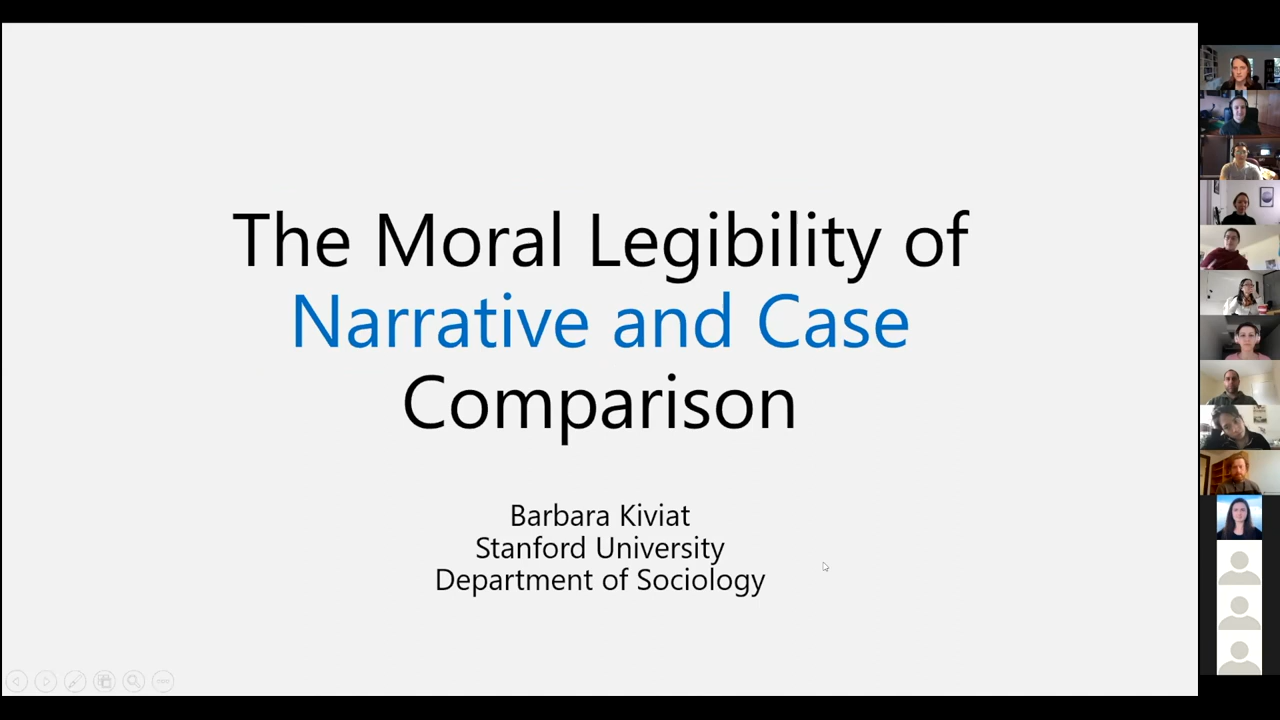 The Moral Legibility of
Narrative and Case
Comparison
Barbara Kiviat
Stanford University
Department of Sociology